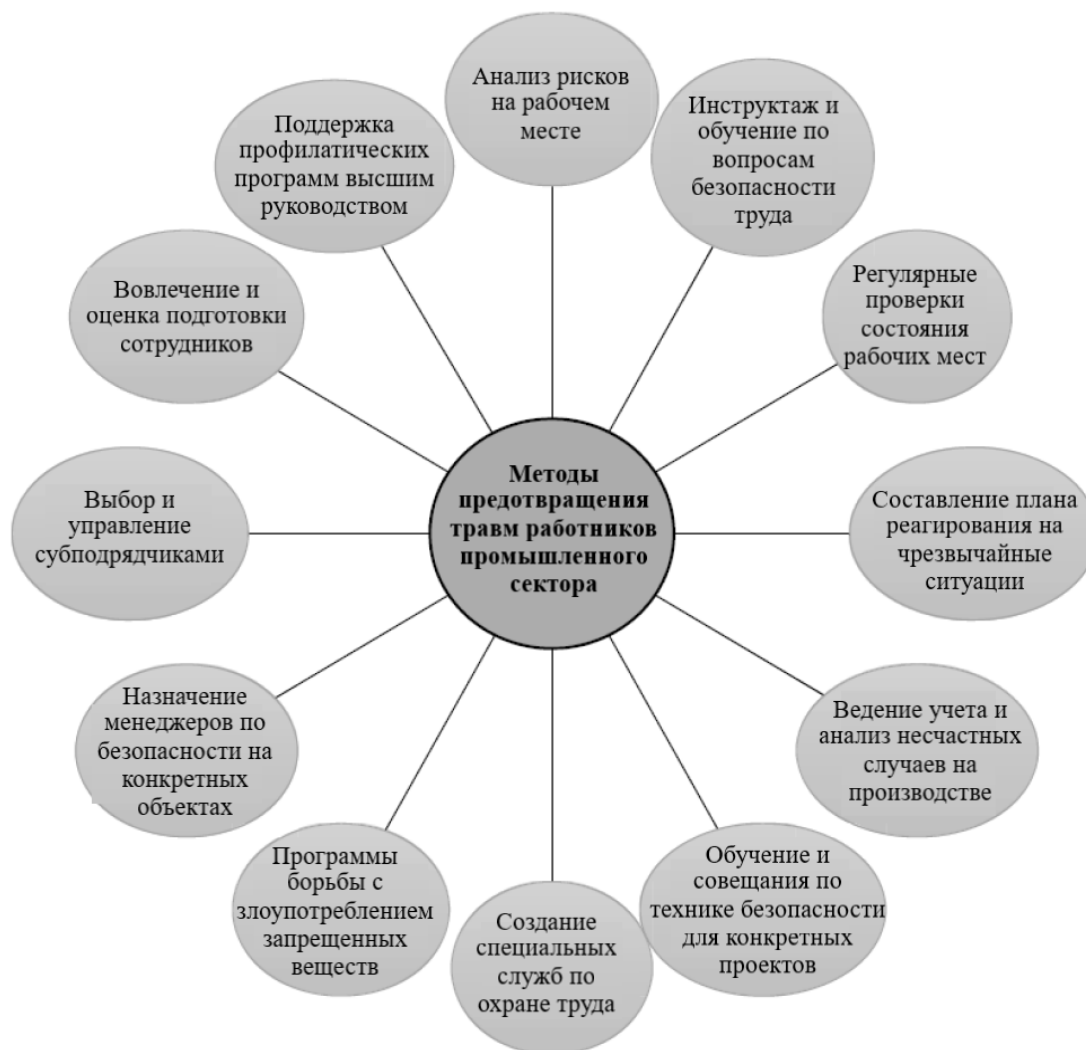 Анализ рисков
на рабочем
месте
Инструктаж и
обучение по
вопросам
безопасности
труда
Регулярные
проверки
состояния
рабочих мест
Составление плана
реагирования на
чрезвычайные
ситуации
Ведение учета и
анализ несчастных
случаев на
производстве
Обучение и
совещания по
технике безопасности
для конкретных
проектов
Создание
специальных
служб по
охране труда
Программы
борьбы с
злоупотреблением
запрещенных
веществ
Назначение
менеджеров по
безопасности на
конкретных
объектах
Выбор и
управление
субподрядчиками
Вовлечение и
оценка подготовки
сотрудников
Поддержка
профилатических
программ высшим
руководством
Методы
предотвращения
травм работников
промышленного
сектора